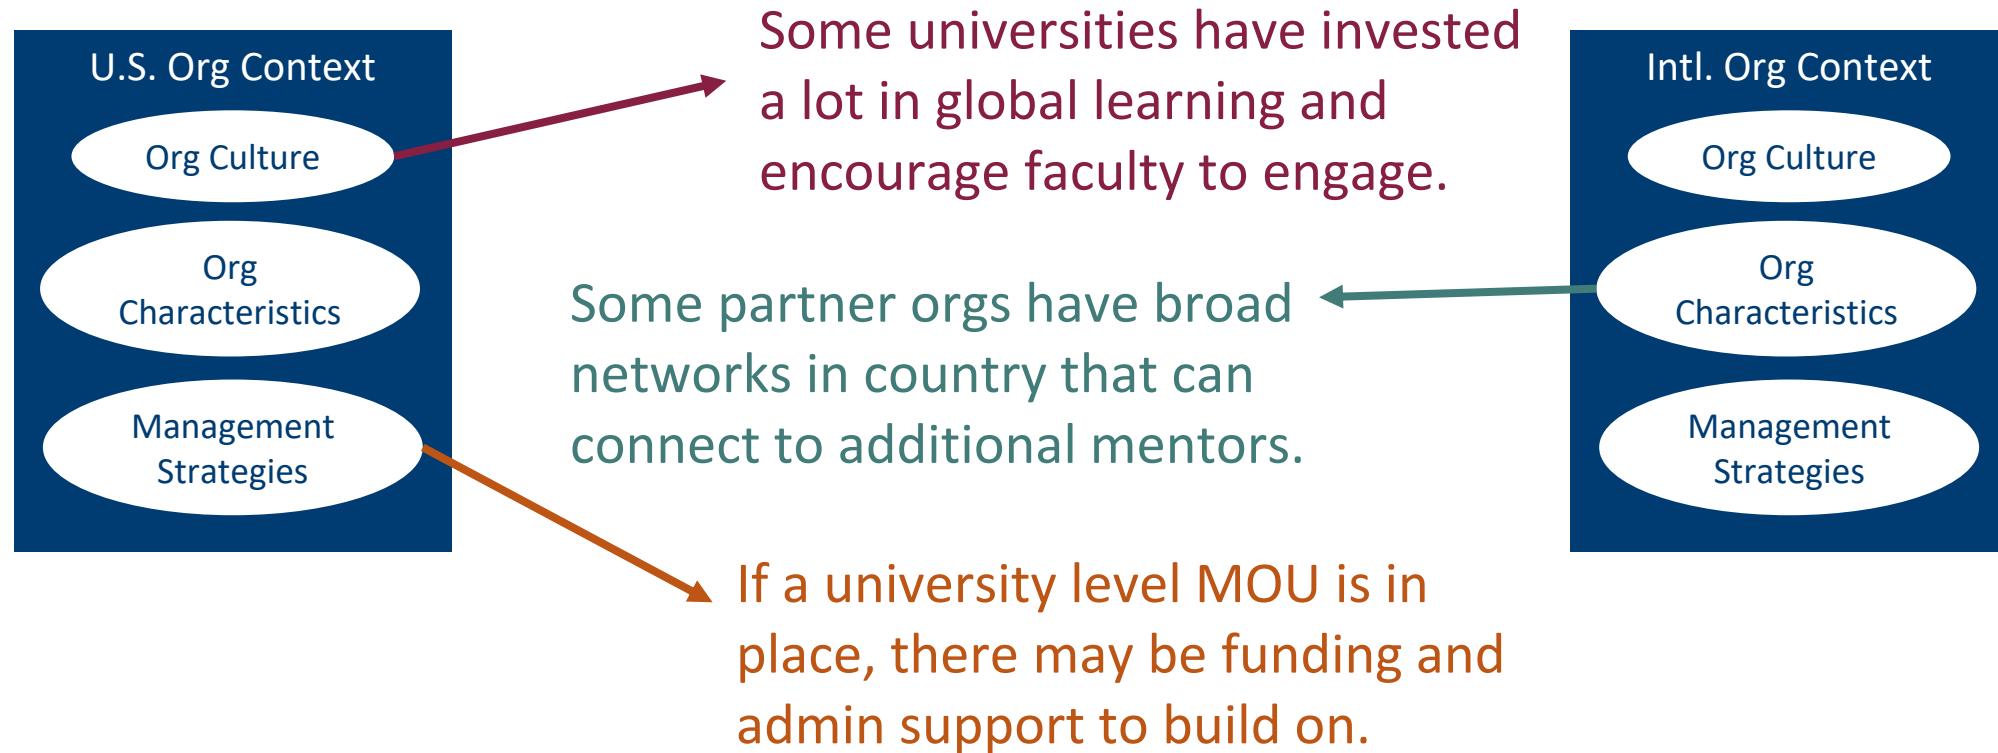 U.S. Org Context
Org Culture
Org
Characteristics
Management
Strategies
Some universities have invested
a lot in global learning and
encourage faculty to engage.
Some partner orgs have broad
networks in country that can
connect to additional mentors.
If a university level MOU is in
place, there may be funding and
admin support to build on.
Intl. Org Context
Org Culture
Org
Characteristics
Management
Strategies